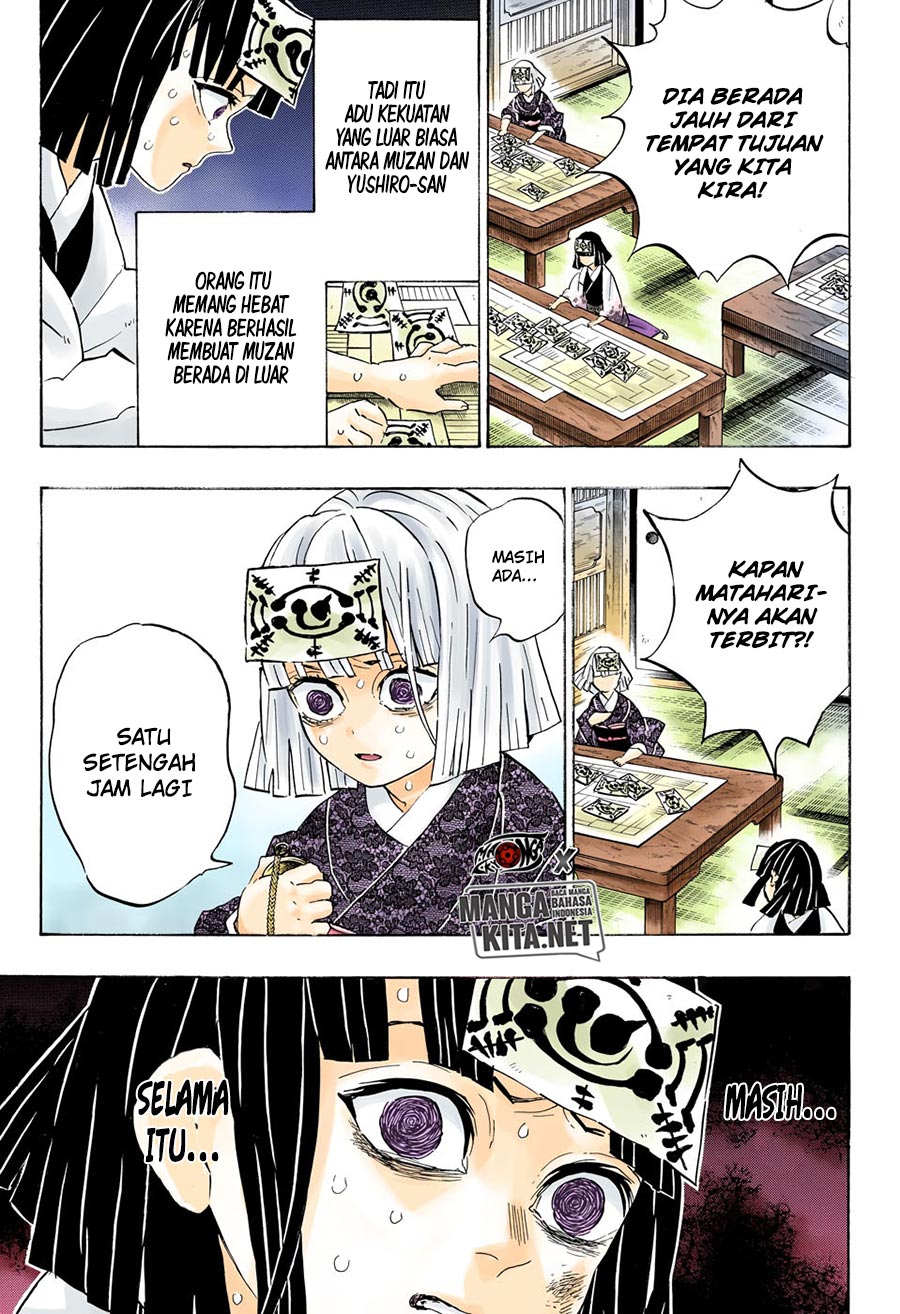 DIA BERADA
JAUH DARI
TEMPAT TUJUAN
YANG KITA
KIRA!
TADI ITU
ADU KEKUATAN
YANG LUAR BIASA
ANTARA MUZAN DAN
YUSHIRO-SAN
ORANG ITU
MEMANG HEBAT
KARENA BERHASIL
MEMBUAT MUZAN
BERADA DI LUAR
KAPAN
MATAHARI-
NYA AKAN
TERBIT?!
MASIH
ADA...
SATU
SETENGAH
JAM LAGI
X
MANGA
BACA MANGA
BAHASA
INDONESIA
KITA.NET
MASIH...
SELAMA
ITU...